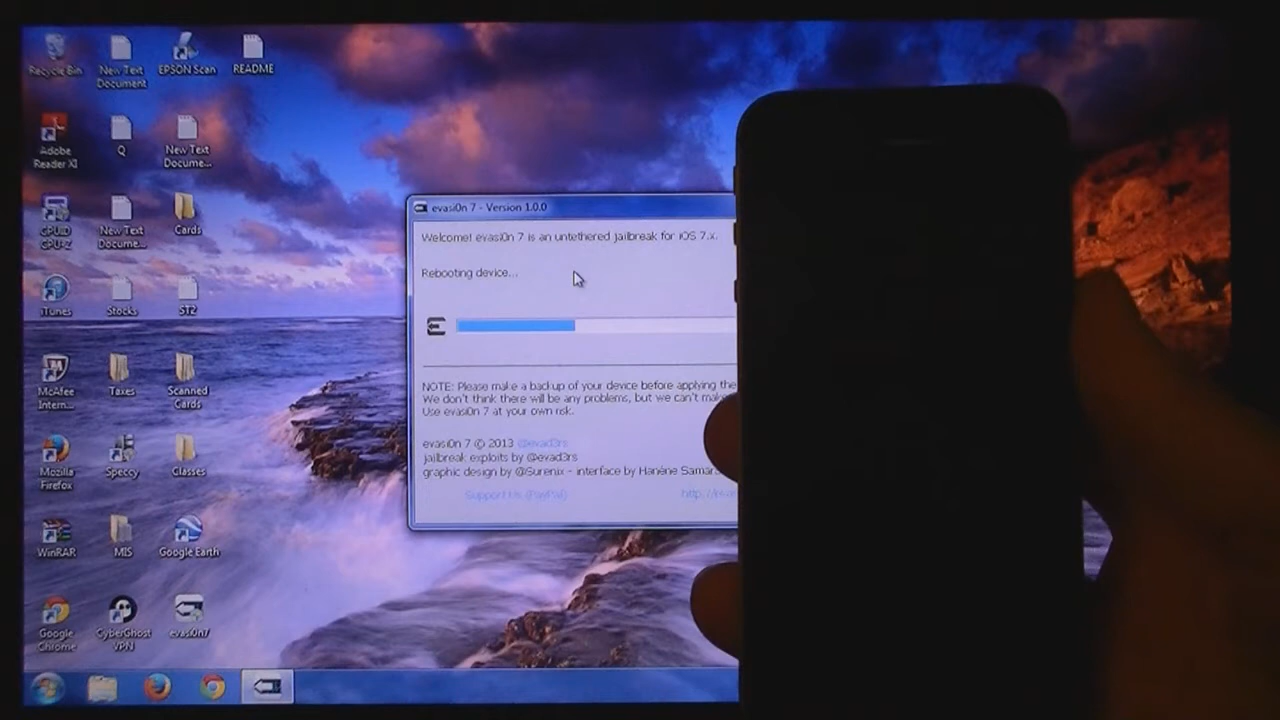 Recycle Bin
New Text
Document
EPSON Scan
README
Adobe
Reader XI
Q
New Text
Docume...
CPUID
CPU-Z
New Text
Docume...
Cards
iTunes
Stocks
ST2
McAfee
Intern...
Taxes
Scanned
Cards
Mozilla
Firefox
Speccy
Classes
WinRAR
MIS
Google Earth
Google
Chrome
CyberGhost
VPN
evasi0n7
evasi0n 7 - Version 1.0.0
Welcome! evasi0n 7 is an untethered jailbreak for iOS 7.x.
Rebooting device...
NOTE: Please make a backup of your device before applying the
We don't think there will be any problems, but we can't make
Use evasi0n 7 at your own risk.
evasi0n 7 © 2013 @evad3rs
jailbreak exploits by @evad3rs
graphic design by @Surenix - interface by Hanéne Samara
Support Us (PayPal)